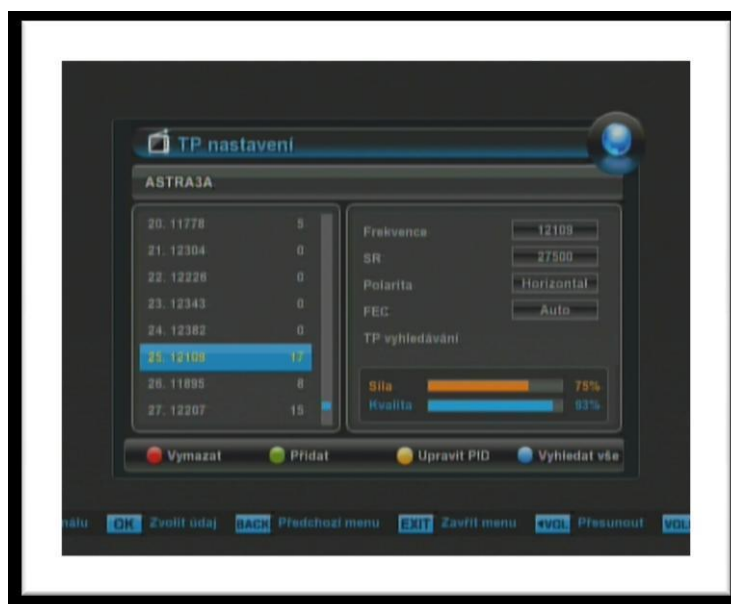 TP nastavení
ASTRA3A
20. 11778 5
21. 12304 0
22. 12226 0
23. 12343 0
24. 12382 0
25. 12109 17
26. 11895 8
27. 12207 15
Frekvence 12109
SR 27500
Polarita Horizontal
FEC Auto
TP vyhledávání
Síla 75%
Kvalita 93%
Vymazat Přidat Upravit PID Vyhledat vše
nálu OK Zvolit údaj BACK Předchozí menu EXIT Zavřít menu ◄VOL Přesunout VOL